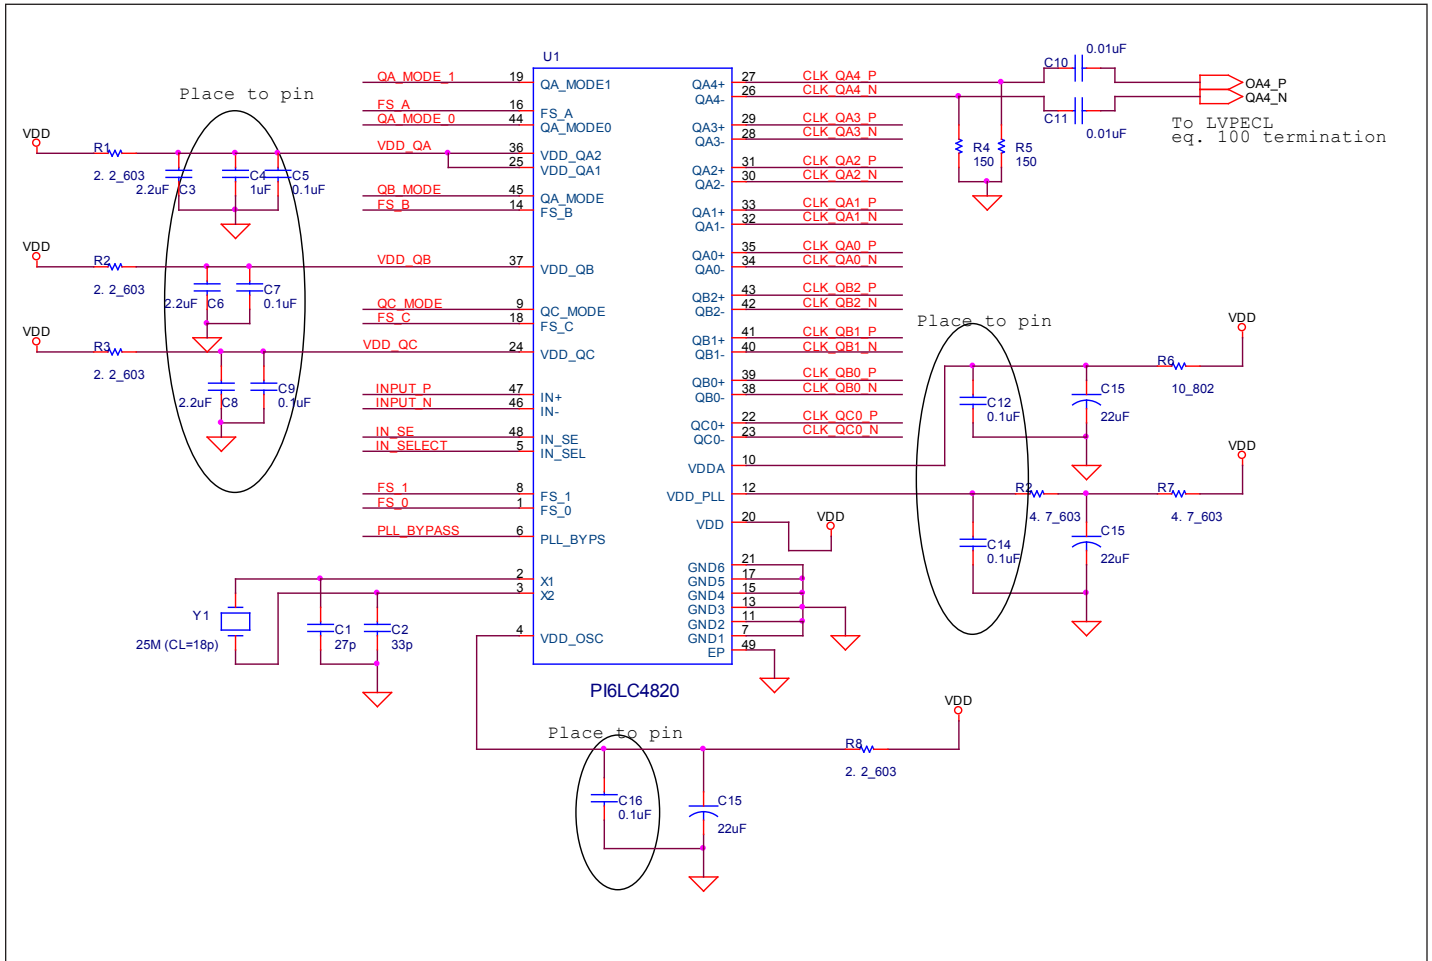 U1
QA_MODE_1 19 QA_MODE1
FS_A 16 FS_A
QA_MODE_0 44 QA_MODE0
Place to pin
VDD
R1
2. 2_603
2.2uF C3
C4
1uF
C5
0.1uF
VDD_QA 36 VDD_QA2
25 VDD_QA1
QB_MODE 45 QA_MODE
FS_B 14 FS_B
VDD
R2
2. 2_603
2.2uF C6
C7
0.1uF
VDD_QB 37 VDD_QB
QC_MODE 9 QC_MODE
FS_C 18 FS_C
VDD
R3
2. 2_603
2.2uF C8
C9
0.1uF
VDD_QC 24 VDD_QC
INPUT_P 47 IN+
INPUT_N 46 IN-
IN_SE 48 IN_SE
IN_SELECT 5 IN_SEL
FS_1 8 FS_1
FS_0 1 FS_0
PLL_BYPASS 6 PLL_BYPS
2 X1
3 X2
Y1
25M (CL=18p)
C1
27p
C2
33p
4 VDD_OSC
PI6LC4820
QA4+ 27 CLK_QA4_P
QA4- 26 CLK_QA4_N
QA3+ 29 CLK_QA3_P
QA3- 28 CLK_QA3_N
QA2+ 31 CLK_QA2_P
QA2- 30 CLK_QA2_N
QA1+ 33 CLK_QA1_P
QA1- 32 CLK_QA1_N
QA0+ 35 CLK_QA0_P
QA0- 34 CLK_QA0_N
QB2+ 43 CLK_QB2_P
QB2- 42 CLK_QB2_N
QB1+ 41 CLK_QB1_P
QB1- 40 CLK_QB1_N
QB0+ 39 CLK_QB0_P
QB0- 38 CLK_QB0_N
QC0+ 22 CLK_QC0_P
QC0- 23 CLK_QC0_N
VDDA 10
VDD_PLL 12
VDD 20
VDD
GND6 21
GND5 17
GND4 15
GND3 13
GND2 11
GND1 7
EP 49
C10
0.01uF
C11
0.01uF
R4
150
R5
150
OA4_P
QA4_N
To LVPECL
eq. 100 termination
Place to pin
VDD
R6
10_802
C12
0.1uF
C15
22uF
VDD
R2
4. 7_603
R7
4. 7_603
C14
0.1uF
C15
22uF
Place to pin
VDD
R8
2. 2_603
C16
0.1uF
C15
22uF